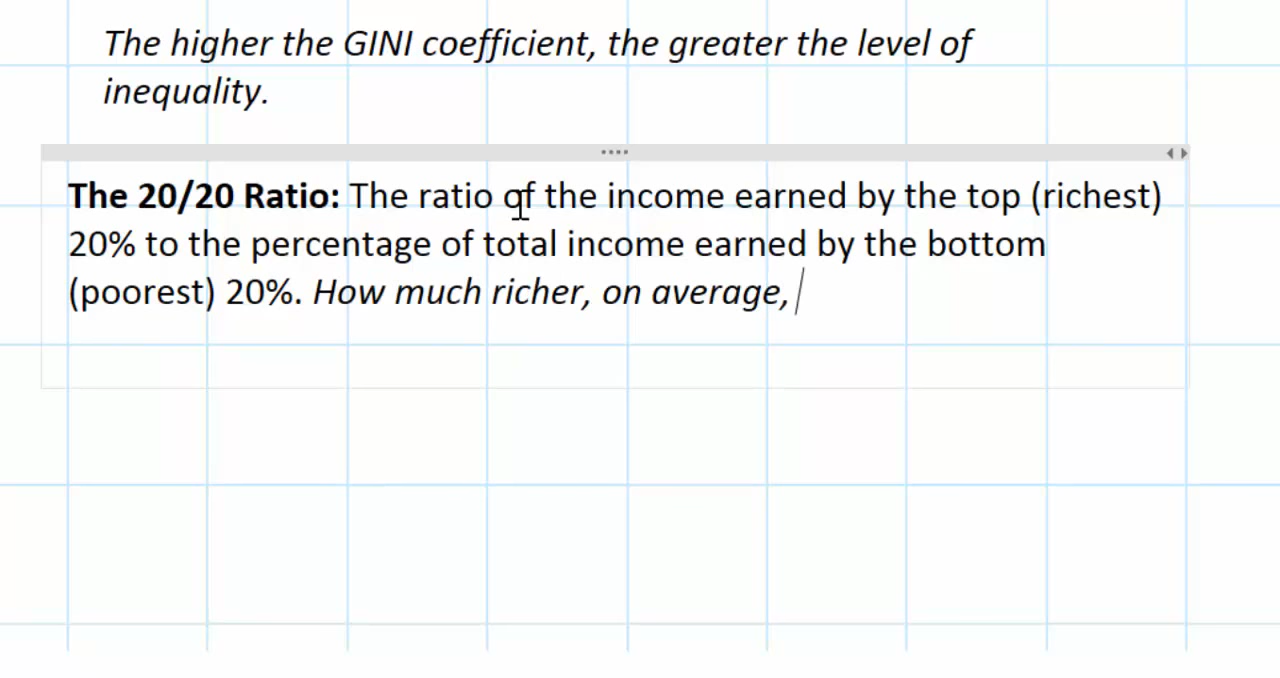 The higher the GINI coefficient, the greater the level of
inequality.
The 20/20 Ratio: The ratio of the income earned by the top (richest)
20% to the percentage of total income earned by the bottom
(poorest) 20%. How much richer, on average,